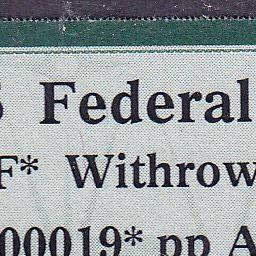 Federal
F* Withrow
00019* pp A